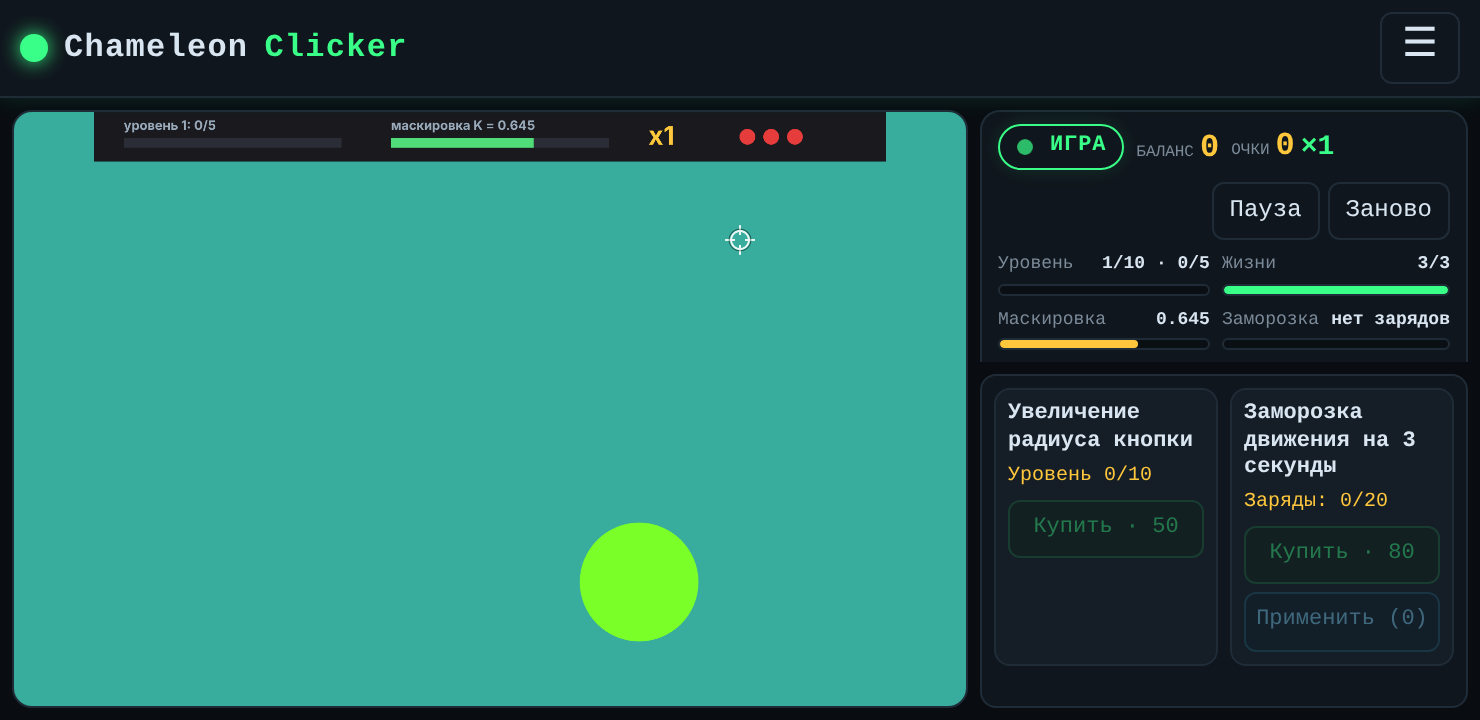 Chameleon Clicker
☰
уровень 1: 0/5
маскировка K = 0.645
x1
ИГРА
БАЛАНС 0 ОЧКИ 0 ×1
Пауза
Заново
Уровень 1/10 · 0/5
Жизни 3/3
Маскировка 0.645
Заморозка нет зарядов
Увеличение
радиуса кнопки
Уровень 0/10
Купить · 50
Заморозка
движения на 3
секунды
Заряды: 0/20
Купить · 80
Применить (0)